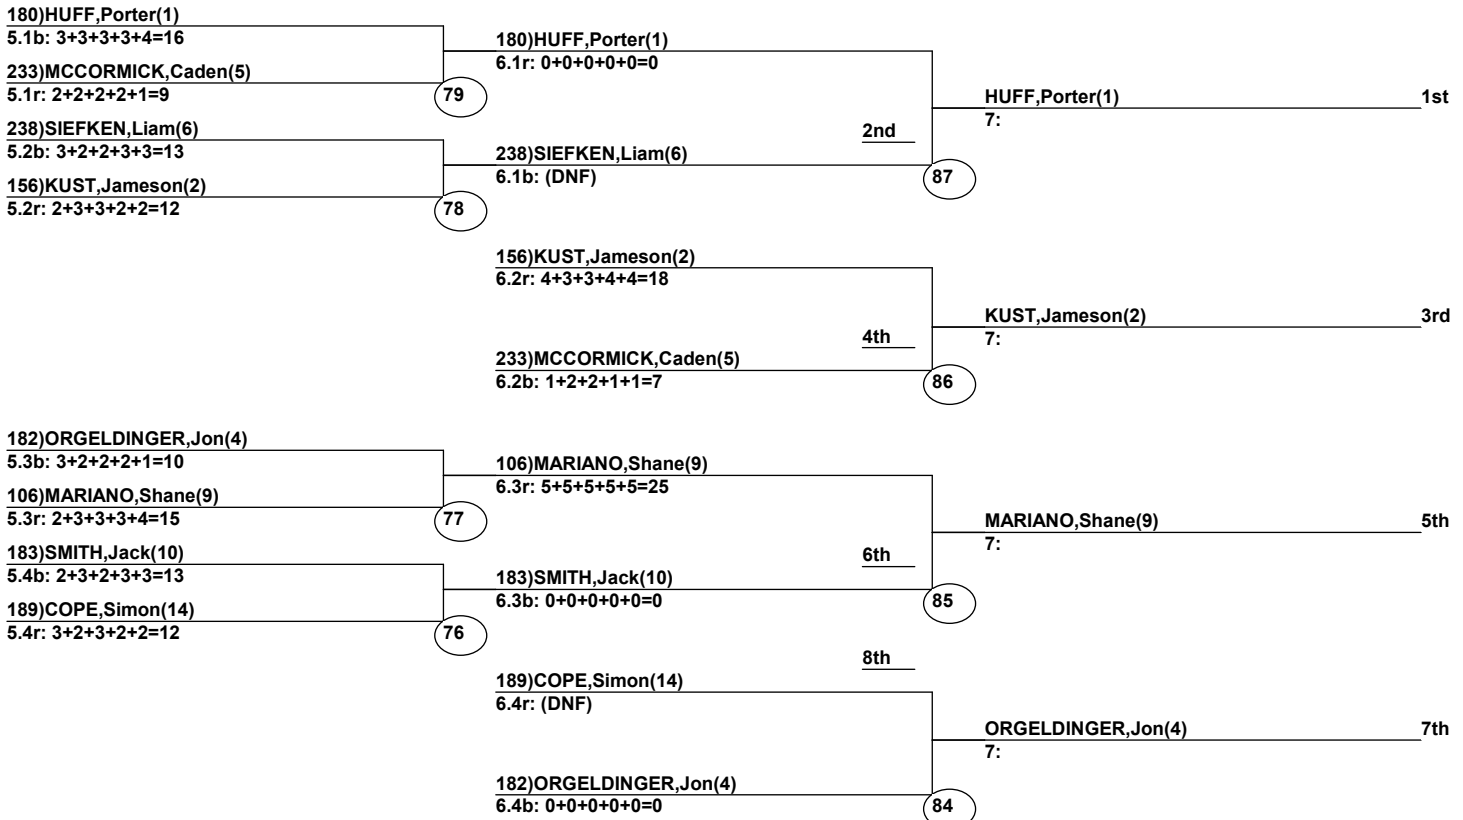 180)HUFF,Porter(1)
5.1b: 3+3+3+3+4=16
233)MCCORMICK,Caden(5)
5.1r: 2+2+2+2+1=9
79
238)SIEFKEN,Liam(6)
5.2b: 3+2+2+3+3=13
156)KUST,Jameson(2)
5.2r: 2+3+3+2+2=12
78
180)HUFF,Porter(1)
6.1r: 0+0+0+0+0=0
238)SIEFKEN,Liam(6)
6.1b: (DNF)
2nd
87
HUFF,Porter(1)
7:
1st
156)KUST,Jameson(2)
6.2r: 4+3+3+4+4=18
233)MCCORMICK,Caden(5)
6.2b: 1+2+2+1+1=7
4th
86
KUST,Jameson(2)
7:
3rd
182)ORGELDINGER,Jon(4)
5.3b: 3+2+2+2+1=10
106)MARIANO,Shane(9)
5.3r: 2+3+3+3+4=15
77
183)SMITH,Jack(10)
5.4b: 2+3+2+3+3=13
189)COPE,Simon(14)
5.4r: 3+2+3+2+2=12
76
106)MARIANO,Shane(9)
6.3r: 5+5+5+5+5=25
183)SMITH,Jack(10)
6.3b: 0+0+0+0+0=0
6th
85
MARIANO,Shane(9)
7:
5th
8th
189)COPE,Simon(14)
6.4r: (DNF)
182)ORGELDINGER,Jon(4)
6.4b: 0+0+0+0+0=0
84
ORGELDINGER,Jon(4)
7:
7th